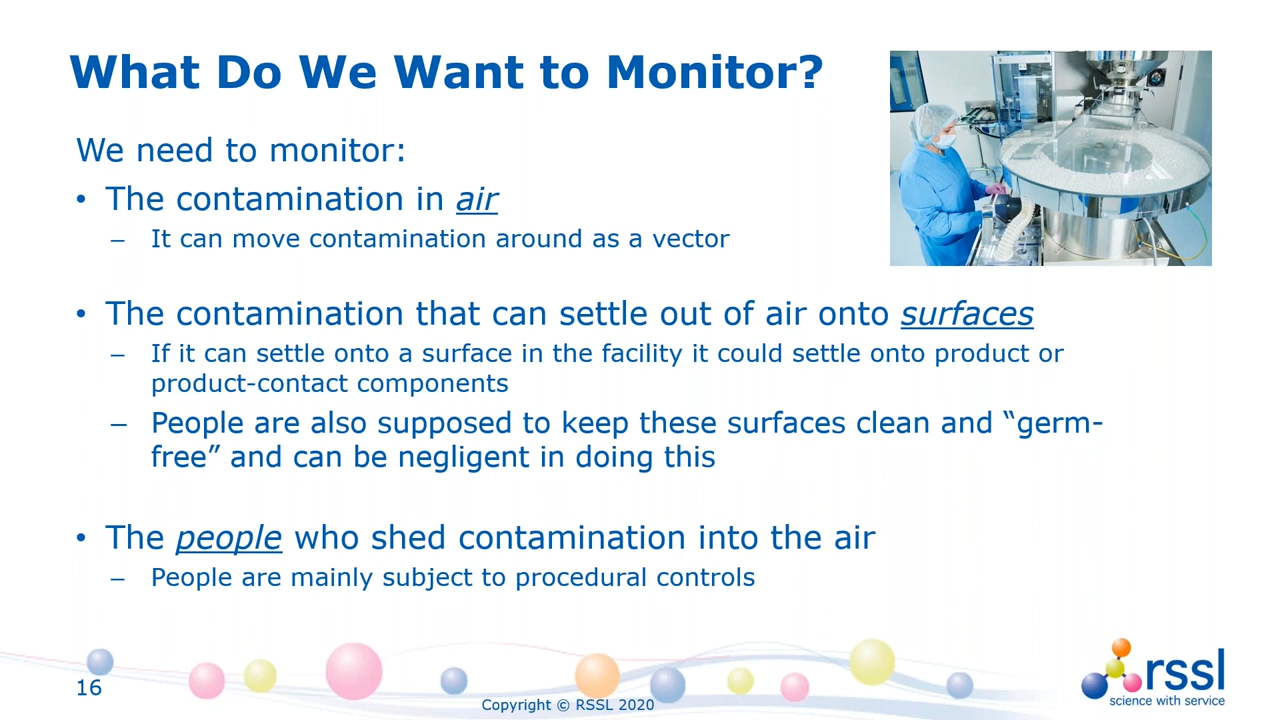 What Do We Want to Monitor?
We need to monitor:
• The contamination in air
– It can move contamination around as a vector
• The contamination that can settle out of air onto surfaces
– If it can settle onto a surface in the facility it could settle onto product or
product-contact components
– People are also supposed to keep these surfaces clean and “germ-
free” and can be negligent in doing this
• The people who shed contamination into the air
– People are mainly subject to procedural controls
16
Copyright © RSSL 2020
rssl
science with service